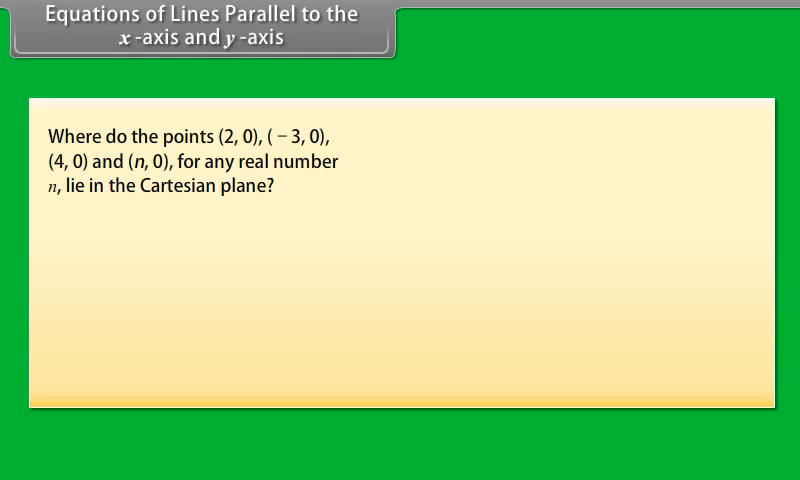 Equations of Lines Parallel to the
x -axis and y -axis
Where do the points (2, 0), ( − 3, 0),
(4, 0) and (n, 0), for any real number
n, lie in the Cartesian plane?